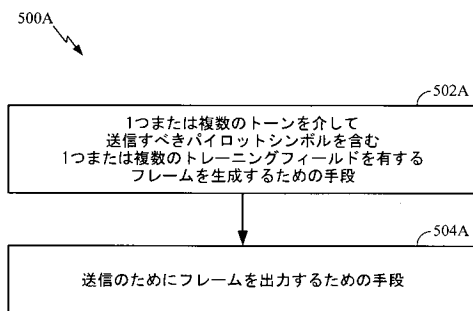 500A
502A
1つまたは複数のトーンを介して
送信すべきパイロットシンボルを含む
1つまたは複数のトレーニングフィールドを有する
フレームを生成するための手段
504A
送信のためにフレームを出力するための手段